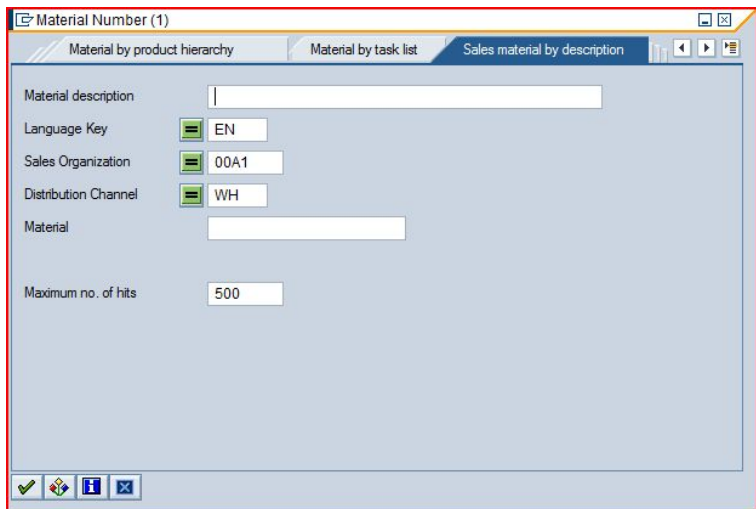 Material Number (1)
Material by product hierarchy Material by task list Sales material by description
Material description
Language Key = EN
Sales Organization = 00A1
Distribution Channel = WH
Material
Maximum no. of hits 500